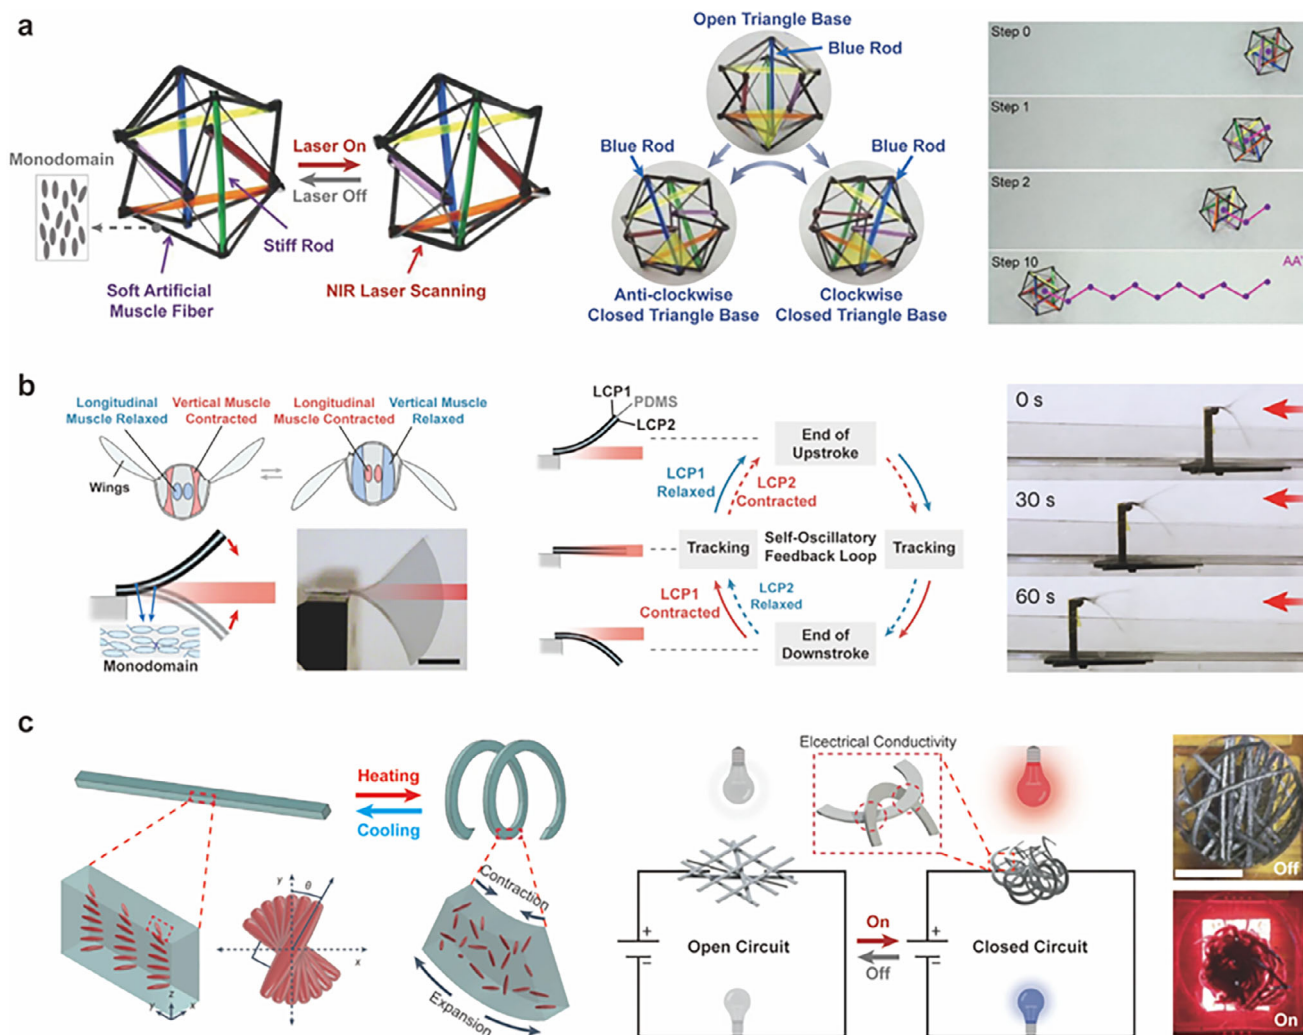 a
Monodomain
Laser On
Laser Off
Stiff Rod
Soft Artificial
Muscle Fiber
NIR Laser Scanning
Open Triangle Base
Blue Rod
Blue Rod
Blue Rod
Anti-clockwise
Closed Triangle Base
Clockwise
Closed Triangle Base
Step 0
Step 1
Step 2
Step 10
b
Longitudinal
Muscle Relaxed
Vertical Muscle
Contracted
Longitudinal
Muscle Contracted
Vertical Muscle
Relaxed
Wings
Monodomain
LCP1
PDMS
LCP2
End of
Upstroke
LCP1
Relaxed
LCP2
Contracted
Tracking
Self-Oscillatory
Feedback Loop
Tracking
LCP1
Contracted
LCP2
Relaxed
End of
Downstroke
0 s
30 s
60 s
c
Heating
Cooling
y
θ
x
Y
Z
X
Contraction
Expansion
Elcectrical Conductivity
+
−
Open Circuit
On
Off
+
−
Closed Circuit
Off
On